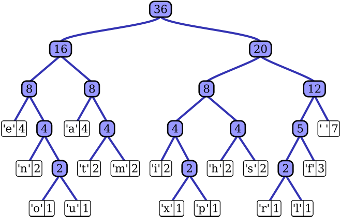 36
16 20
8 8 8 12
'e' 4 4 'a' 4 4 4 4 5 ' ' 7
'n' 2 2 't' 2 'm' 2 'i' 2 2 'h' 2 's' 2 2 'f' 3
'o' 1 'u' 1 'x' 1 'p' 1 'r' 1 'l' 1